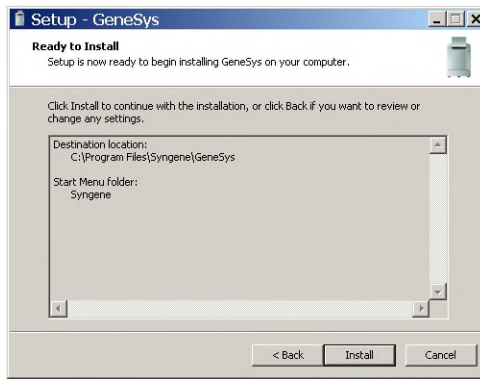 Setup - GeneSys
Ready to Install
Setup is now ready to begin installing GeneSys on your computer.
Click Install to continue with the installation, or click Back if you want to review or
change any settings.
Destination location:
C:\Program Files\Syngene\GeneSys
Start Menu folder:
Syngene
< Back
Install
Cancel